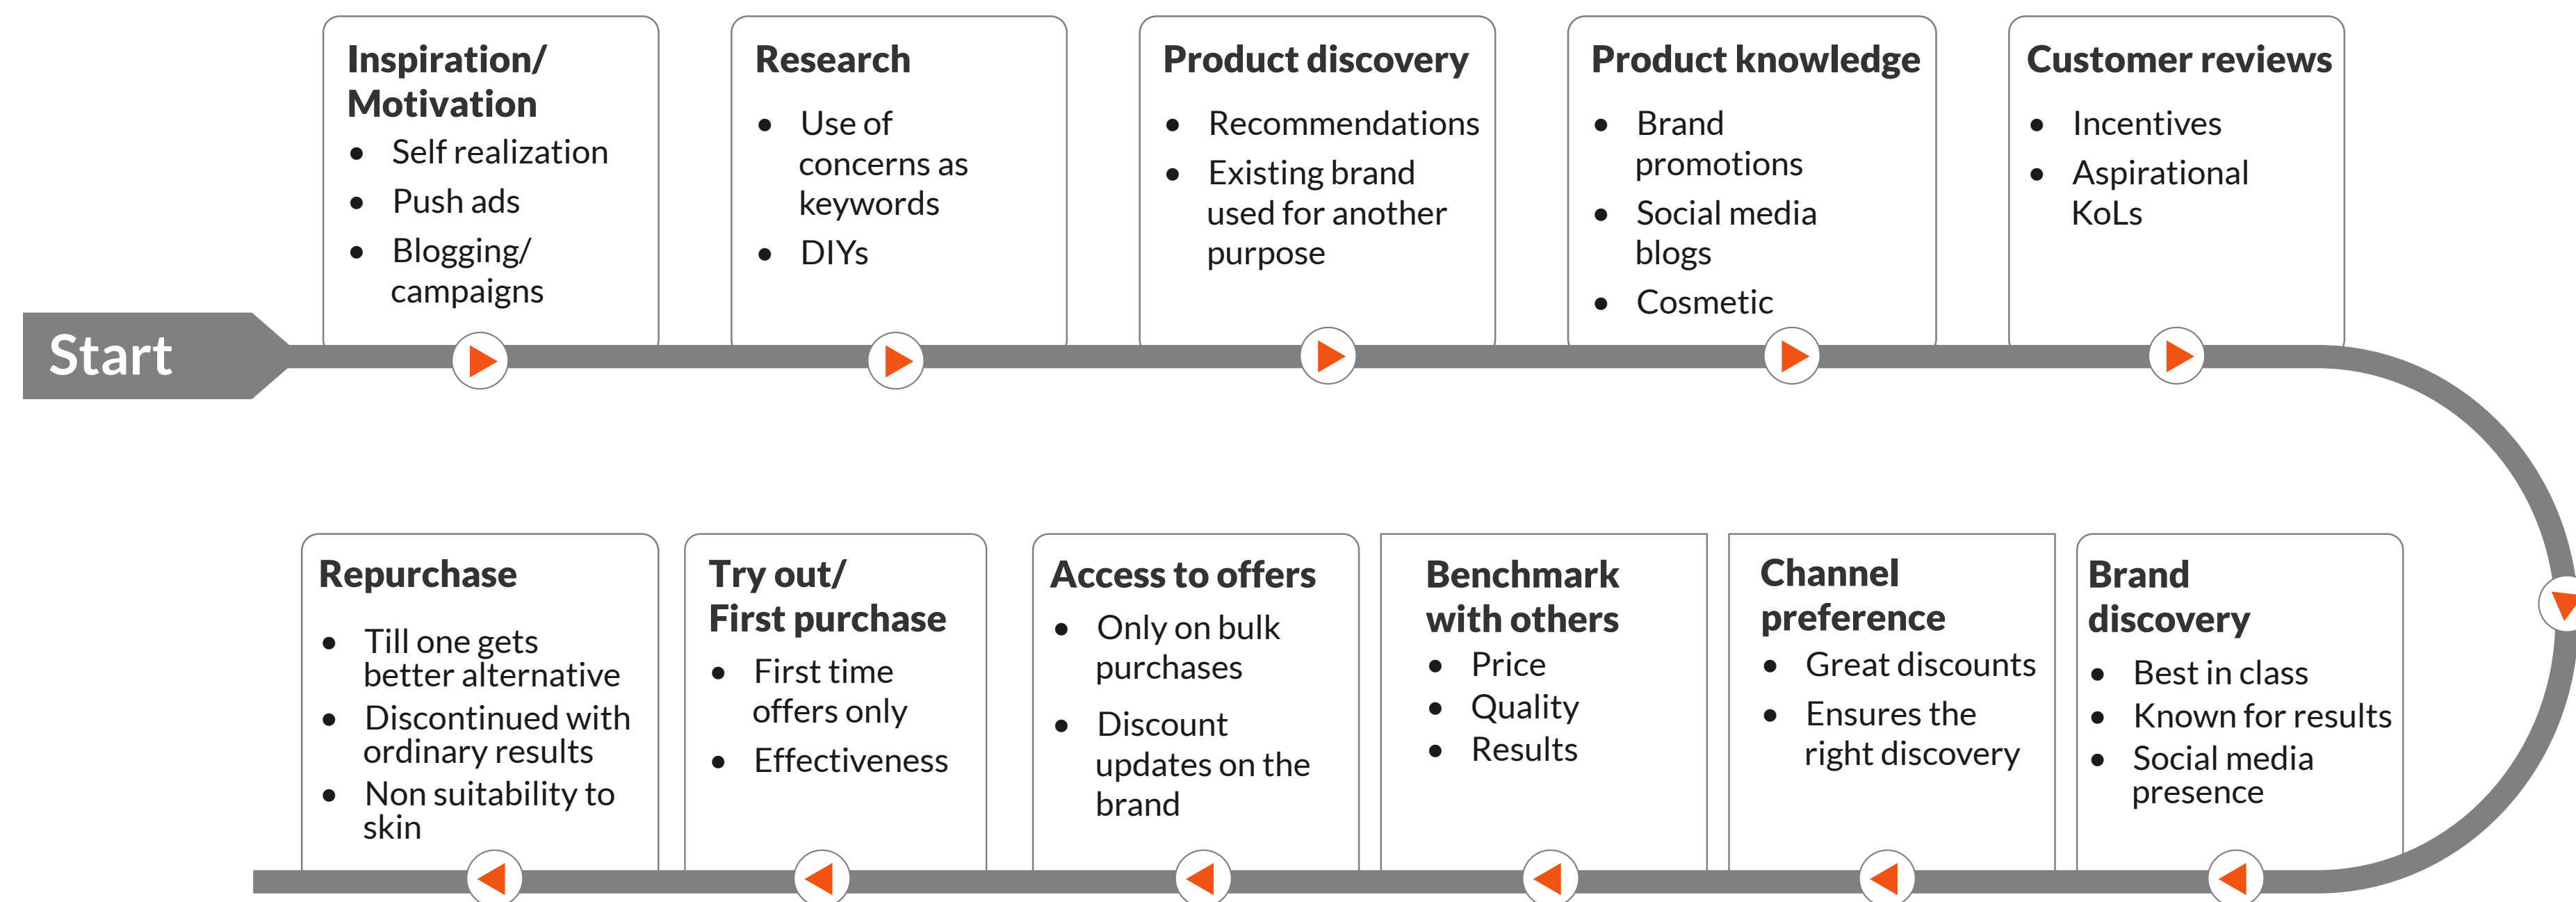 Start
Inspiration/
Motivation
• Self realization
• Push ads
• Blogging/
campaigns
Research
• Use of
concerns as
keywords
• DIYs
Product discovery
• Recommendations
• Existing brand
used for another
purpose
Product knowledge
• Brand
promotions
• Social media
blogs
• Cosmetic
Customer reviews
• Incentives
• Aspirational
KoLs
Brand
discovery
• Best in class
• Known for results
• Social media
presence
Channel
preference
• Great discounts
• Ensures the
right discovery
Benchmark
with others
• Price
• Quality
• Results
Access to offers
• Only on bulk
purchases
• Discount
updates on the
brand
Try out/
First purchase
• First time
offers only
• Effectiveness
Repurchase
• Till one gets
better alternative
• Discontinued with
ordinary results
• Non suitability to
skin